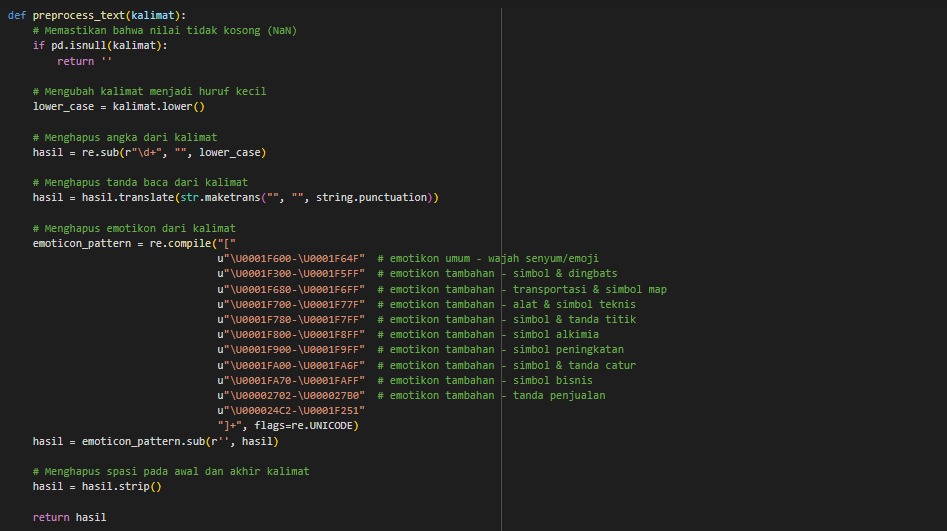 def preprocess_text(kalimat):
    # Memastikan bahwa nilai tidak kosong (NaN)
    if pd.isnull(kalimat):
        return ''

    # Mengubah kalimat menjadi huruf kecil
    lower_case = kalimat.lower()

    # Menghapus angka dari kalimat
    hasil = re.sub(r"\d+", "", lower_case)

    # Menghapus tanda baca dari kalimat
    hasil = hasil.translate(str.maketrans("", "", string.punctuation))

    # Menghapus emotikon dari kalimat
    emoticon_pattern = re.compile("["
                                  u"\U0001F600-\U0001F64F"  # emotikon umum - wajah senyum/emoji
                                  u"\U0001F300-\U0001F5FF"  # emotikon tambahan - simbol & dingbats
                                  u"\U0001F680-\U0001F6FF"  # emotikon tambahan - transportasi & simbol map
                                  u"\U0001F700-\U0001F77F"  # emotikon tambahan - alat & simbol teknis
                                  u"\U0001F780-\U0001F7FF"  # emotikon tambahan - simbol & tanda titik
                                  u"\U0001F800-\U0001F8FF"  # emotikon tambahan - simbol alkimia
                                  u"\U0001F900-\U0001F9FF"  # emotikon tambahan - simbol peningkatan
                                  u"\U0001FA00-\U0001FA6F"  # emotikon tambahan - simbol & tanda catur
                                  u"\U0001FA70-\U0001FAFF"  # emotikon tambahan - simbol bisnis
                                  u"\U00002702-\U000027B0"  # emotikon tambahan - tanda penjualan
                                  u"\U000024C2-\U0001F251"
                                  "]+", flags=re.UNICODE)
    hasil = emoticon_pattern.sub(r'', hasil)

    # Menghapus spasi pada awal dan akhir kalimat
    hasil = hasil.strip()

    return hasil